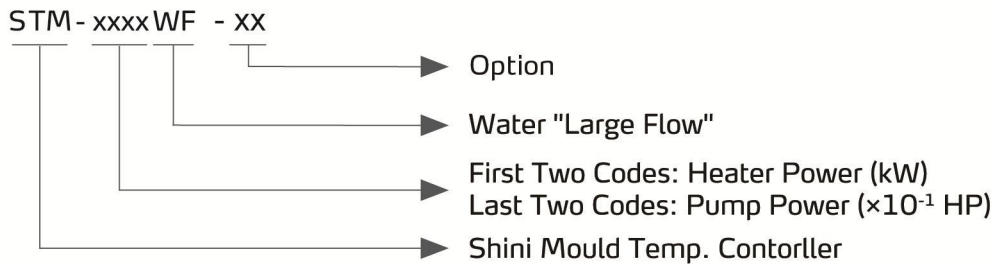 STM - xxxx WF - xx
Option
Water "Large Flow"
First Two Codes: Heater Power (kW)
Last Two Codes: Pump Power (×10⁻¹ HP)
Shini Mould Temp. Contorller